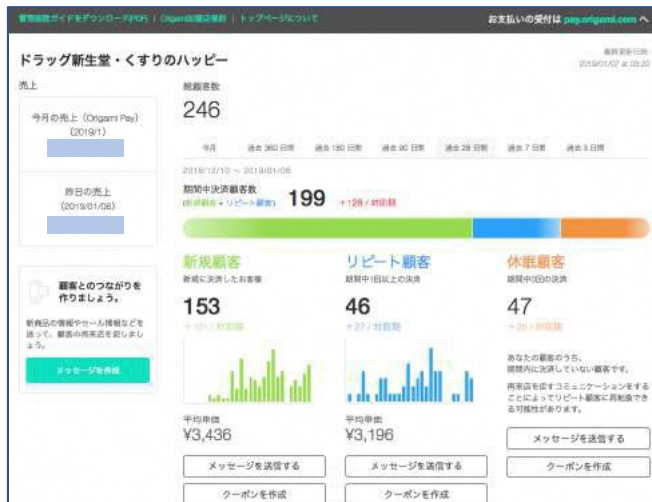 管理画面ガイドをダウンロード(PDF) | Origami加盟店規約 | トップページについて
お支払いの受付は pay.origami.com へ
ドラッグ新生堂・くすりのハッピー
最終更新日時:
2019/01/07 at 03:20
売上
今月の売上 (Origami Pay)
(2019/1)
昨日の売上
(2019/01/06)
顧客とのつながりを
作りましょう。
新商品の情報やセール情報などを
送って、顧客の再来店を促しましょ
う。
メッセージを作成
総顧客数
246
今月 過去 360 日間 過去 180 日間 過去 90 日間 過去 28 日間 過去 7 日間 過去 3 日間
2018/12/10 ~ 2019/01/06
期間中決済顧客数
(新規顧客 + リピート顧客)
199
+128 / 対前期
新規顧客
新規に決済したお客様
153
+101 / 対前期
平均単価
¥3,436
メッセージを送信する
クーポンを作成
リピート顧客
期間中1回以上の決済
46
+27 / 対前期
平均単価
¥3,196
メッセージを送信する
クーポンを作成
休眠顧客
期間中0回の決済
47
/ 対前期
あなたの顧客のうち、
期間内に決済していない顧客です。
再来店を促すコミュニケーションをする
ことによってリピート顧客に再転換でき
る可能性があります。
メッセージを送信する
クーポンを作成